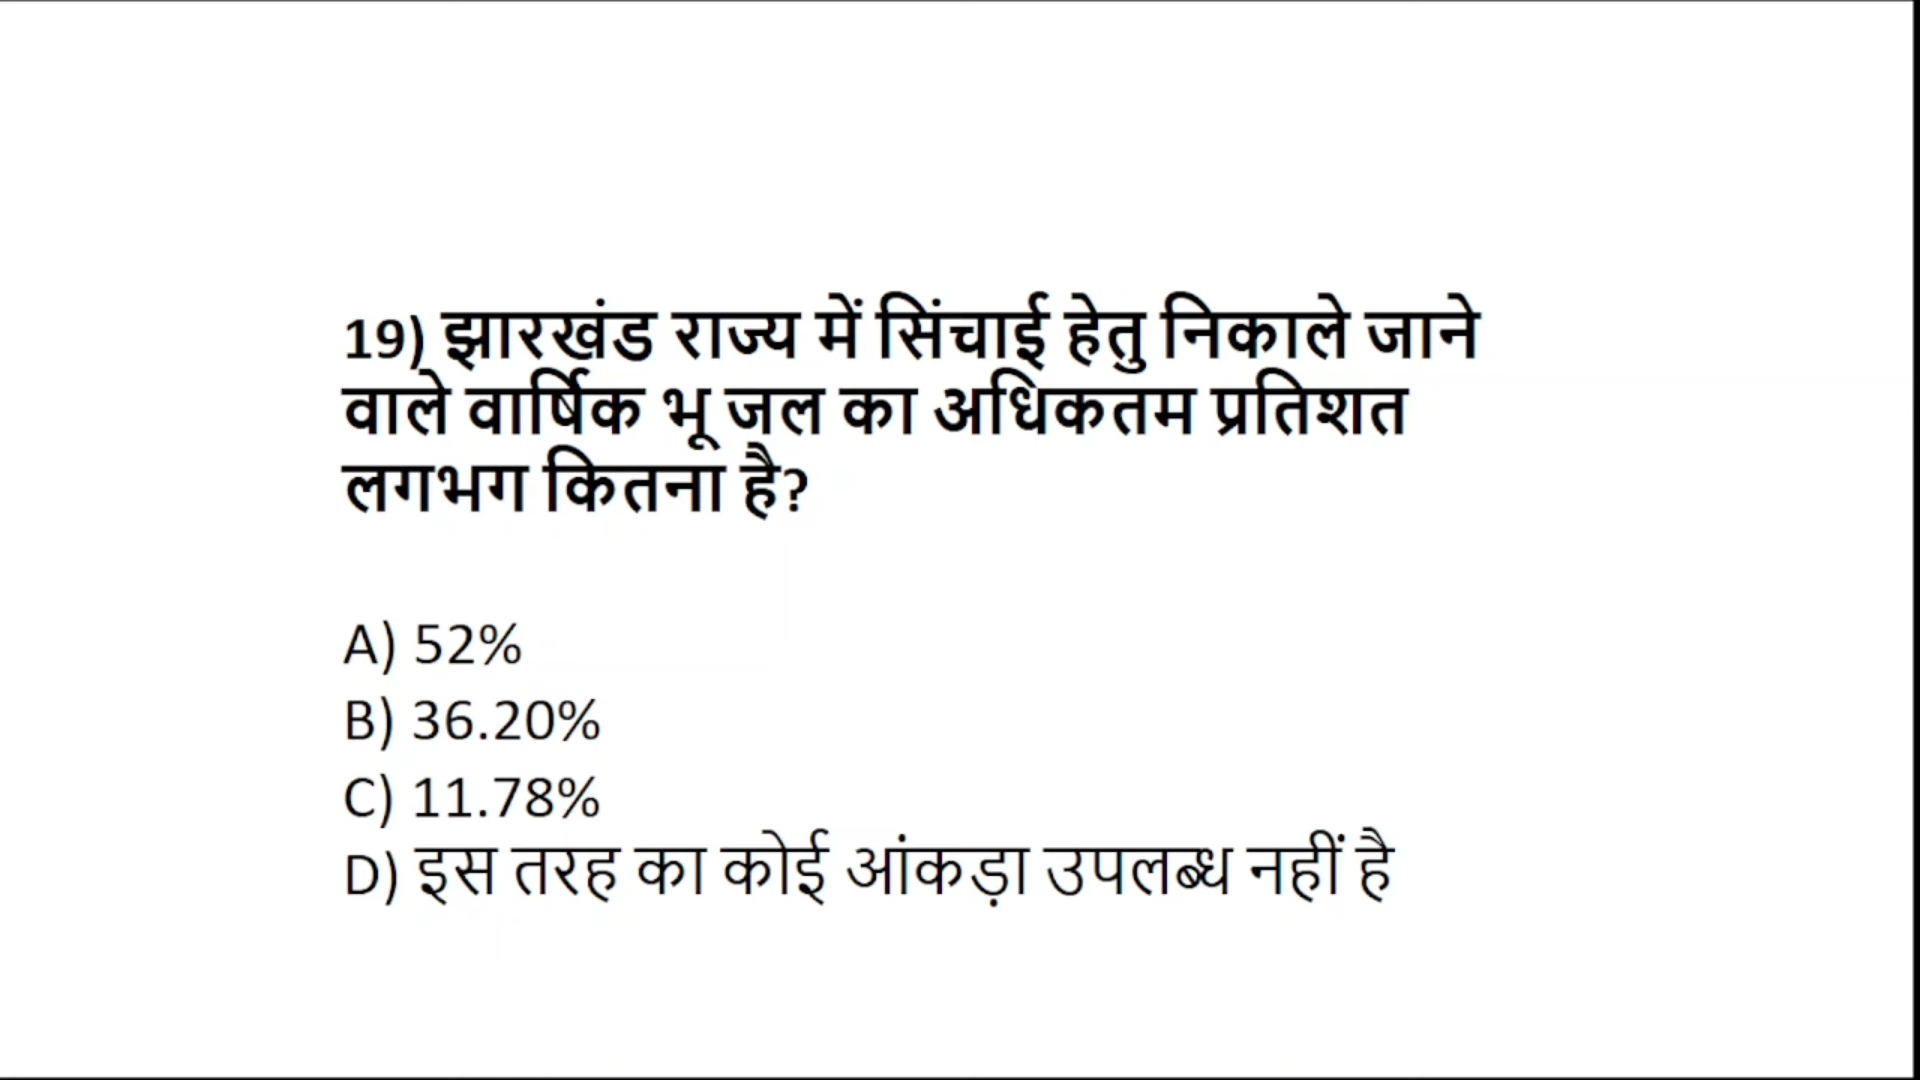 19) झारखंड राज्य में सिंचाई हेतु निकाले जाने
वाले वार्षिक भू जल का अधिकतम प्रतिशत
लगभग कितना है?
A) 52%
B) 36.20%
C) 11.78%
D) इस तरह का कोई आंकड़ा उपलब्ध नहीं है